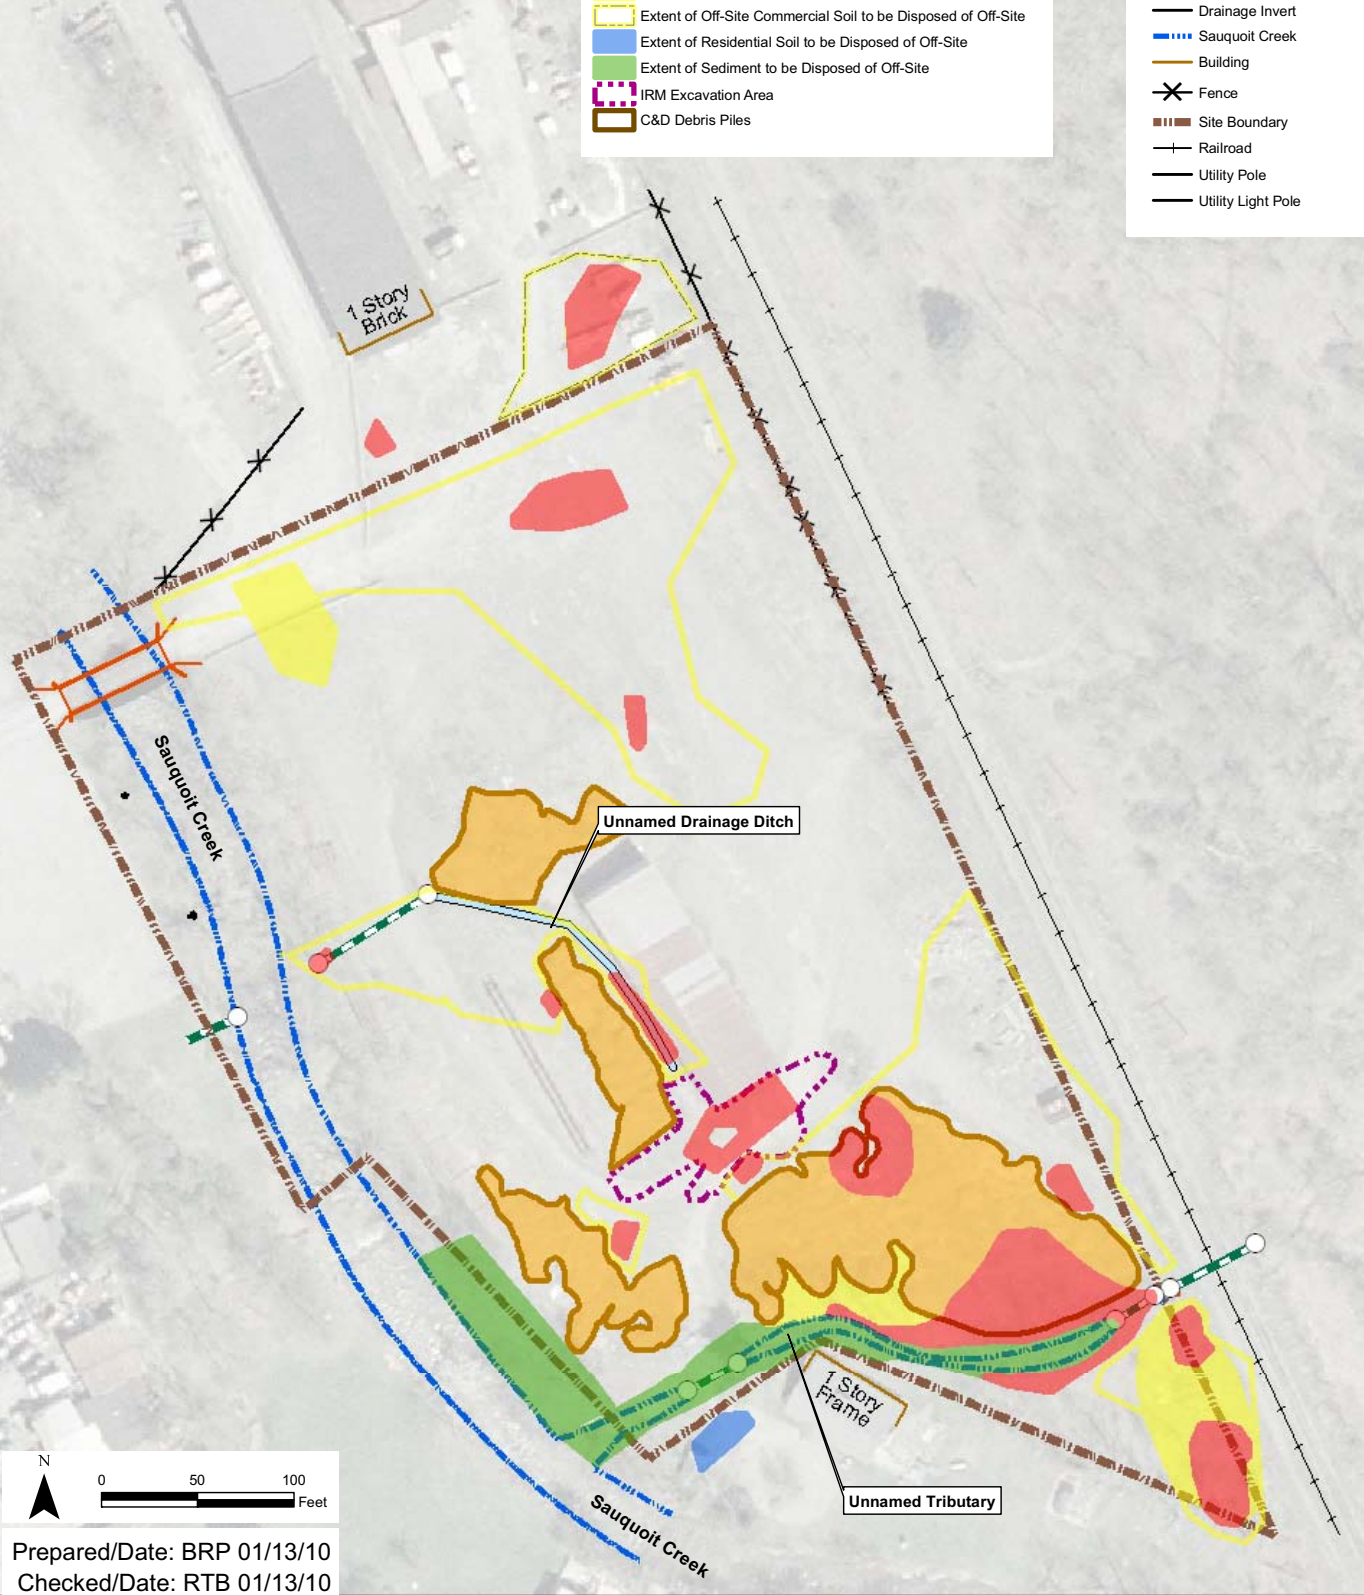 Extent of Off-Site Commercial Soil to be Disposed of Off-Site
Extent of Residential Soil to be Disposed of Off-Site
Extent of Sediment to be Disposed of Off-Site
IRM Excavation Area
C&D Debris Piles
Drainage Invert
Sauquoit Creek
Building
Fence
Site Boundary
Railroad
Utility Pole
Utility Light Pole
1 Story
Brick
Sauquoit Creek
Unnamed Drainage Ditch
1 Story
Frame
Unnamed Tributary
Sauquoit Creek
N
0 50 100
Feet
Prepared/Date: BRP 01/13/10
Checked/Date: RTB 01/13/10